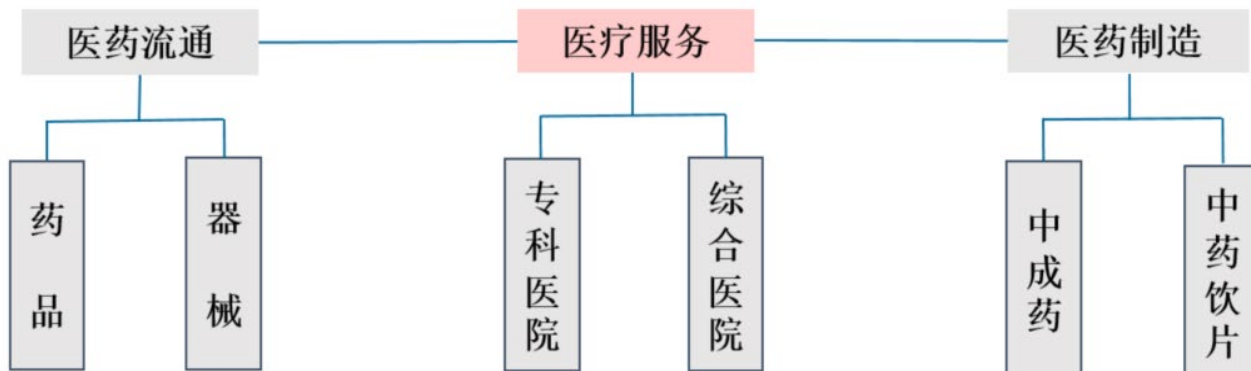 医药流通
医疗服务
医药制造
药品
器械
专科医院
综合医院
中成药
中药饮片